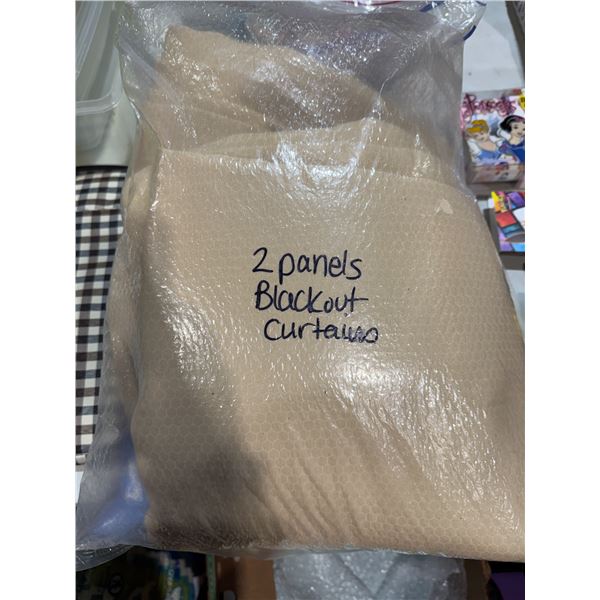 2 panels
Blackout
Curtains